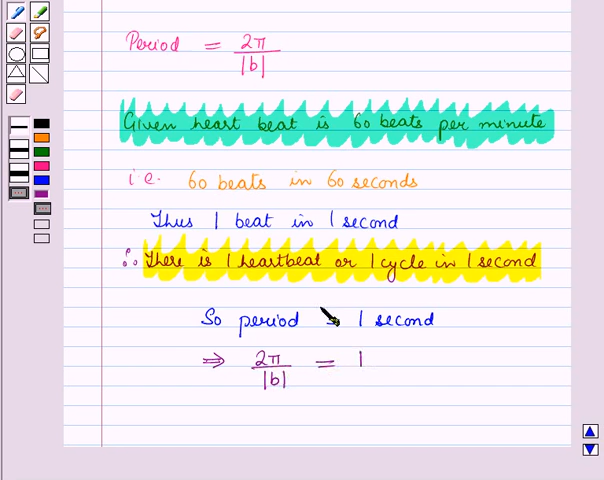 Period = 2π / |b|
Given heart beat is 60 beats per minute
i.e. 60 beats in 60 seconds
Thus 1 beat in 1 second
∴ There is 1 heartbeat or 1 cycle in 1 second
So period 1 second
⇒ 2π / |b| = 1